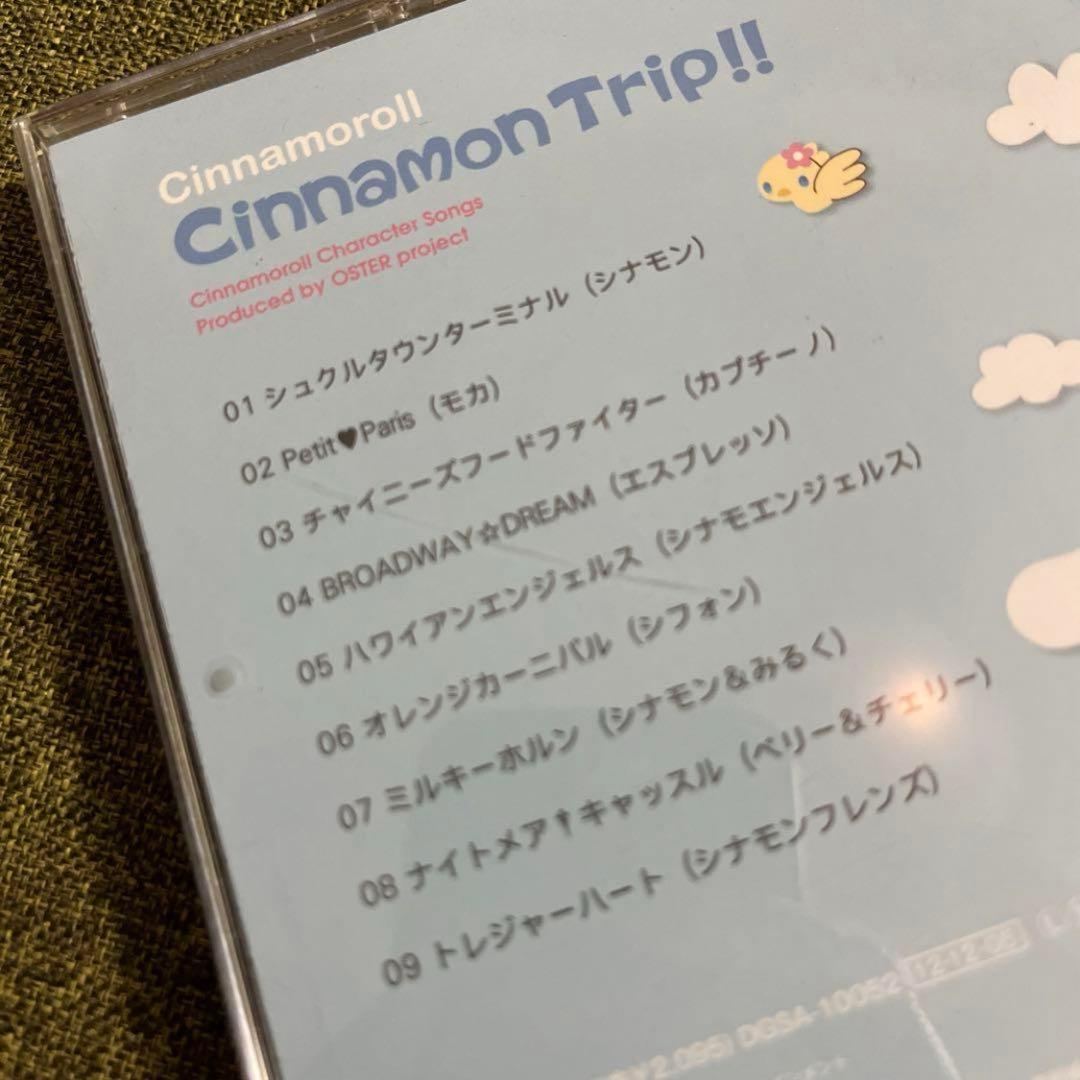 Cinnamoroll
Cinnamon Trip!!
Cinnamoroll Character Songs
Produced by OSTER project
01 シュクルタウンターミナル (シナモン)
02 Petit♥Paris (モカ)
03 チャイニーズフードファイター (カプチーノ)
04 BROADWAY☆DREAM (エスプレッソ)
05 ハワイアンエンジェルス (シナモエンジェルス)
06 オレンジカーニバル (シフォン)
07 ミルキーホルン (シナモン&みるく)
08 ナイトメア†キャッスル (ベリー&チェリー)
09 トレジャーハート (シナモンフレンズ)
¥2,095) DGSA-10052 12·12·05